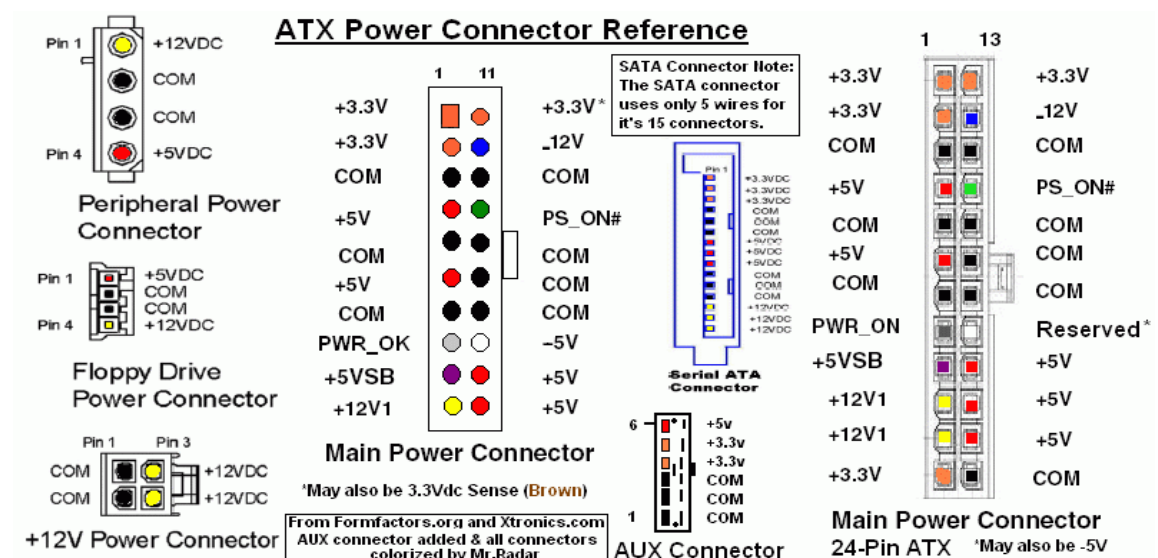 ATX Power Connector Reference
Pin 1
+12VDC
COM
COM
Pin 4
+5VDC
Peripheral Power
Connector
Pin 1
+5VDC
COM
COM
Pin 4
+12VDC
Floppy Drive
Power Connector
Pin 1 Pin 3
COM +12VDC
COM +12VDC
+12V Power Connector
1 11
+3.3V +3.3V*
+3.3V -12V
COM COM
+5V PS_ON#
COM COM
+5V COM
COM COM
PWR_OK -5V
+5VSB +5V
+12V1 +5V
Main Power Connector
*May also be 3.3Vdc Sense (Brown)
From Formfactors.org and Xtronics.com
AUX connector added & all connectors
colorized by Mr.Radar
SATA Connector Note:
The SATA connector
uses only 5 wires for
it's 15 connectors.
Pin 1
+3.3VDC
+3.3VDC
+3.3VDC
COM
COM
COM
+5VDC
+5VDC
+5VDC
COM
COM
COM
+12VDC
+12VDC
+12VDC
Serial ATA
Connector
6
+5v
+3.3v
+3.3v
COM
COM
1 COM
AUX Connector
1 13
+3.3V +3.3V
+3.3V -12V
COM COM
+5V PS_ON#
COM COM
+5V COM
COM COM
PWR_ON Reserved*
+5VSB +5V
+12V1 +5V
+12V1 +5V
+3.3V COM
Main Power Connector
24-Pin ATX *May also be -5V